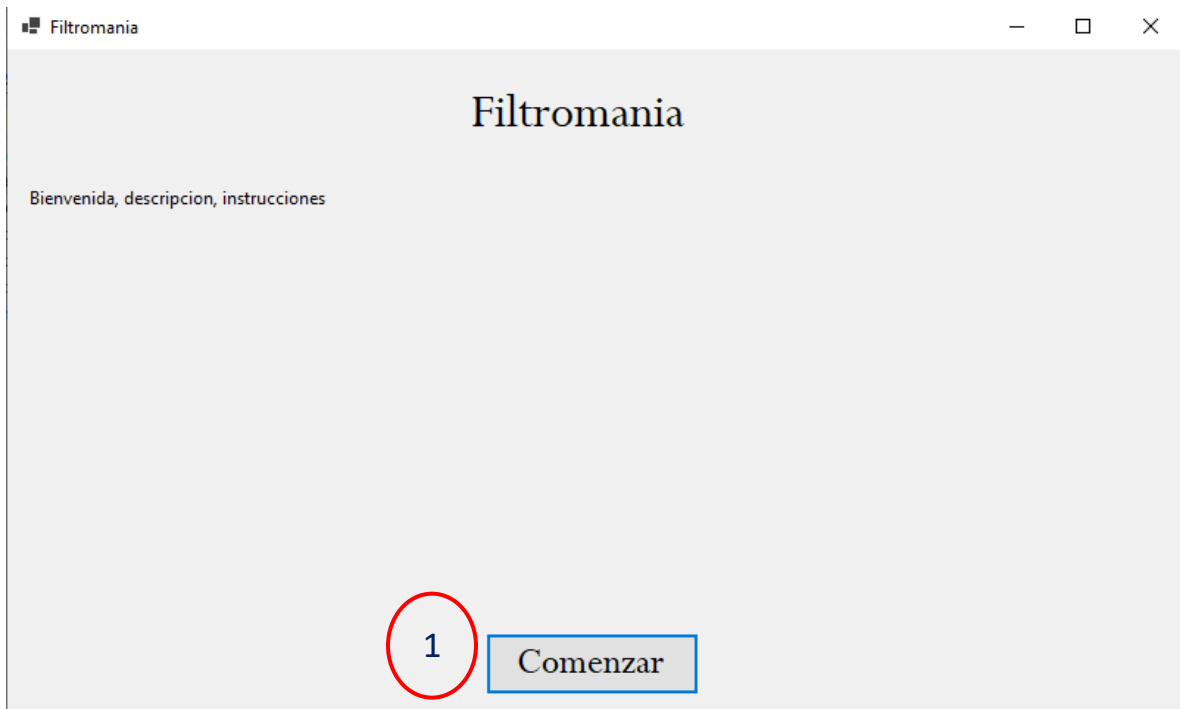 Filtromania
Filtromania
Bienvenida, descripcion, instrucciones
1
Comenzar